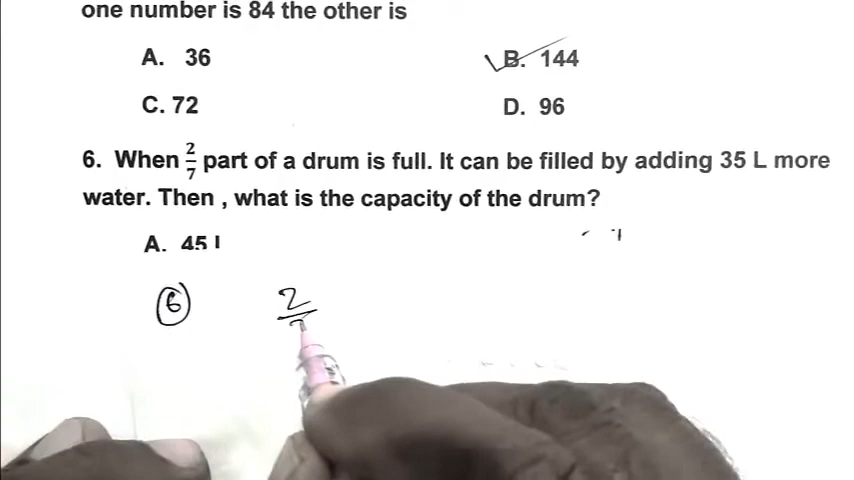 one number is 84 the other is
A. 36
B. 144
C. 72
D. 96
6. When 2/7 part of a drum is full. It can be filled by adding 35 L more
water. Then , what is the capacity of the drum?
A. 45 l
6 2